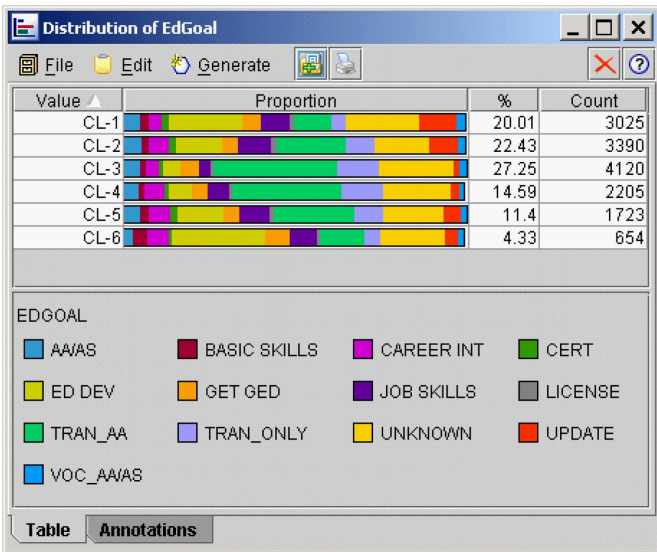 Distribution of EdGoal
File Edit Generate
Value Proportion % Count
CL-1 20.01 3025
CL-2 22.43 3390
CL-3 27.25 4120
CL-4 14.59 2205
CL-5 11.4 1723
CL-6 4.33 654
EDGOAL
AA/AS BASIC SKILLS CAREER INT CERT
ED DEV GET GED JOB SKILLS LICENSE
TRAN_AA TRAN_ONLY UNKNOWN UPDATE
VOC_AA/AS
Table Annotations